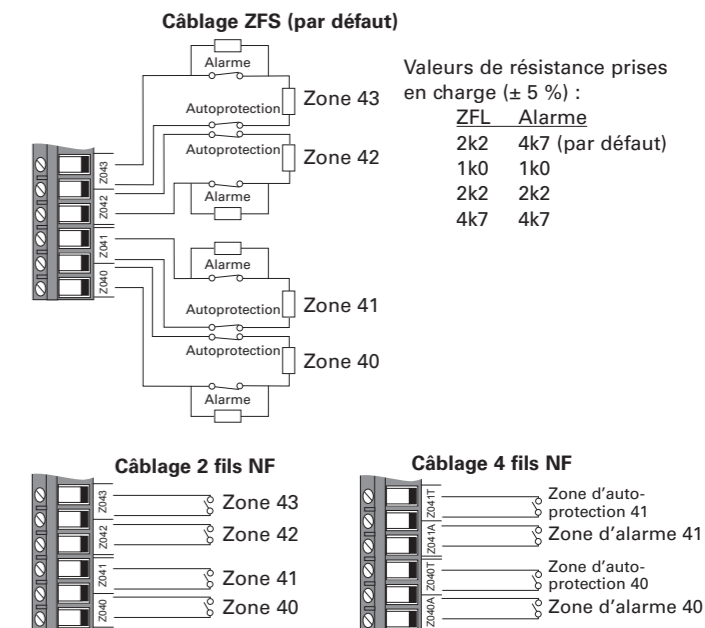 Câblage ZFS (par défaut)
Alarme
Zone 43
Autoprotection
Autoprotection
Zone 42
Alarme
Z043
Z042
Z041
Z040
Alarme
Autoprotection
Zone 41
Autoprotection
Zone 40
Alarme
Valeurs de résistance prises
en charge (± 5 %) :
ZFL Alarme
2k2 4k7 (par défaut)
1k0 1k0
2k2 2k2
4k7 4k7
Câblage 2 fils NF
Z043
Zone 43
Z042
Zone 42
Z041
Zone 41
Z040
Zone 40
Câblage 4 fils NF
Z041T
Zone d'auto-
protection 41
Z041A
Zone d'alarme 41
Z040T
Zone d'auto-
protection 40
Z040A
Zone d'alarme 40